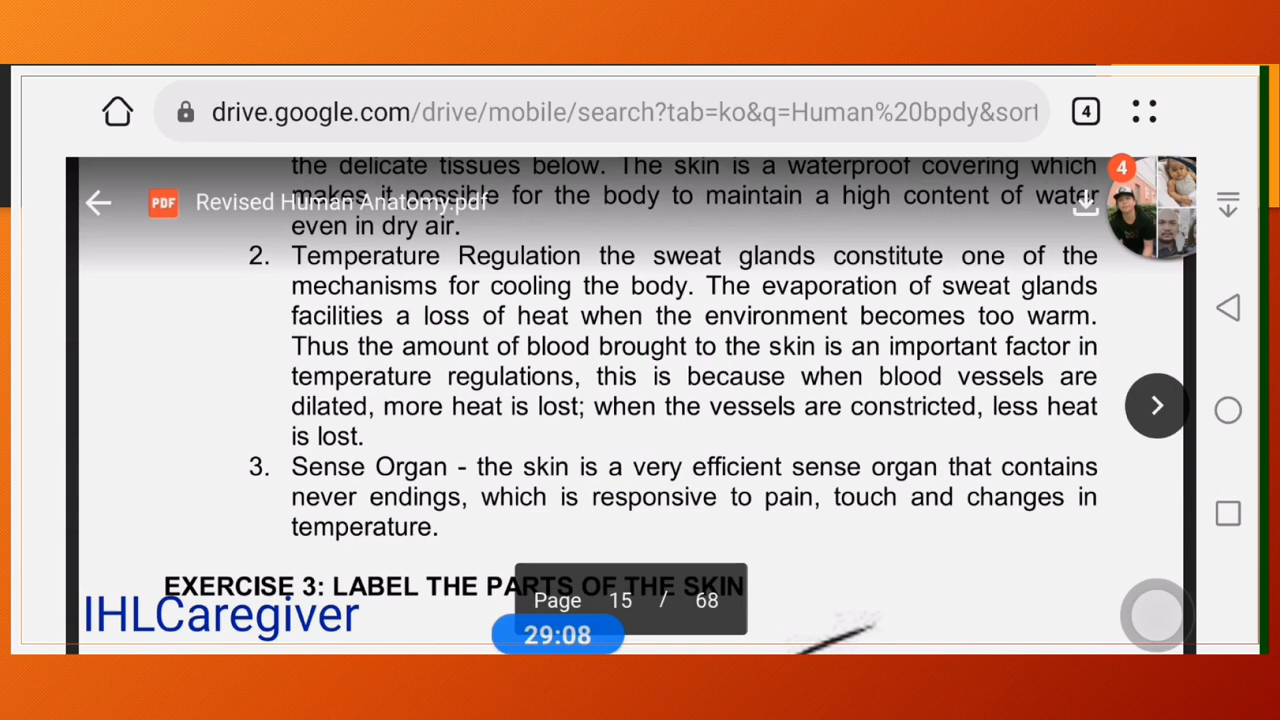 drive.google.com/drive/mobile/search?tab=ko&q=Human%20bpdy&sort
4
the delicate tissues below. The skin is a waterproof covering which
4
PDF Revised Human Anatomy.pdf
makes it possible for the body to maintain a high content of water
even in dry air.
2. Temperature Regulation the sweat glands constitute one of the
mechanisms for cooling the body. The evaporation of sweat glands
facilities a loss of heat when the environment becomes too warm.
Thus the amount of blood brought to the skin is an important factor in
temperature regulations, this is because when blood vessels are
dilated, more heat is lost; when the vessels are constricted, less heat
is lost.
3. Sense Organ - the skin is a very efficient sense organ that contains
never endings, which is responsive to pain, touch and changes in
temperature.
EXERCISE 3: LABEL THE PARTS OF THE SKIN
Page 15 / 68
IHLCaregiver
29:08